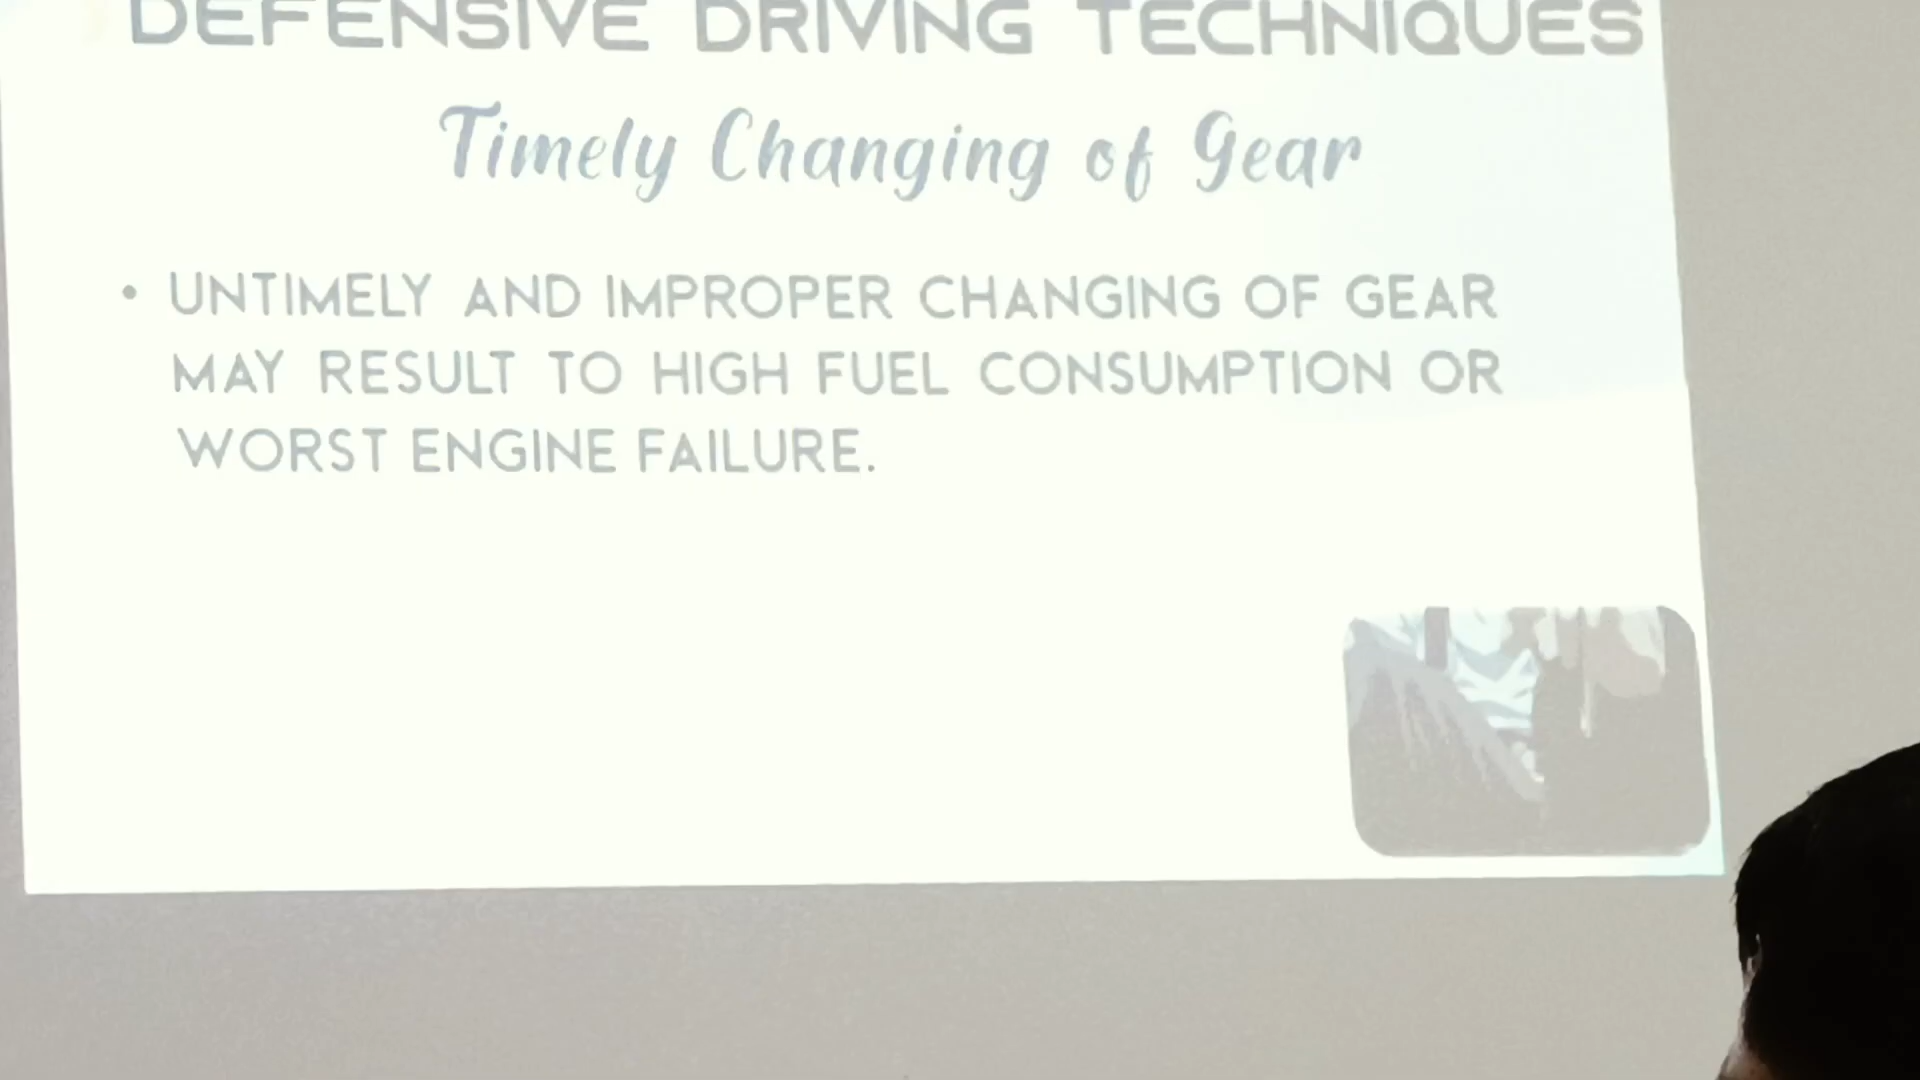 DEFENSIVE DRIVING TECHNIQUES
Timely Changing of Gear
• UNTIMELY AND IMPROPER CHANGING OF GEAR
MAY RESULT TO HIGH FUEL CONSUMPTION OR
WORST ENGINE FAILURE.